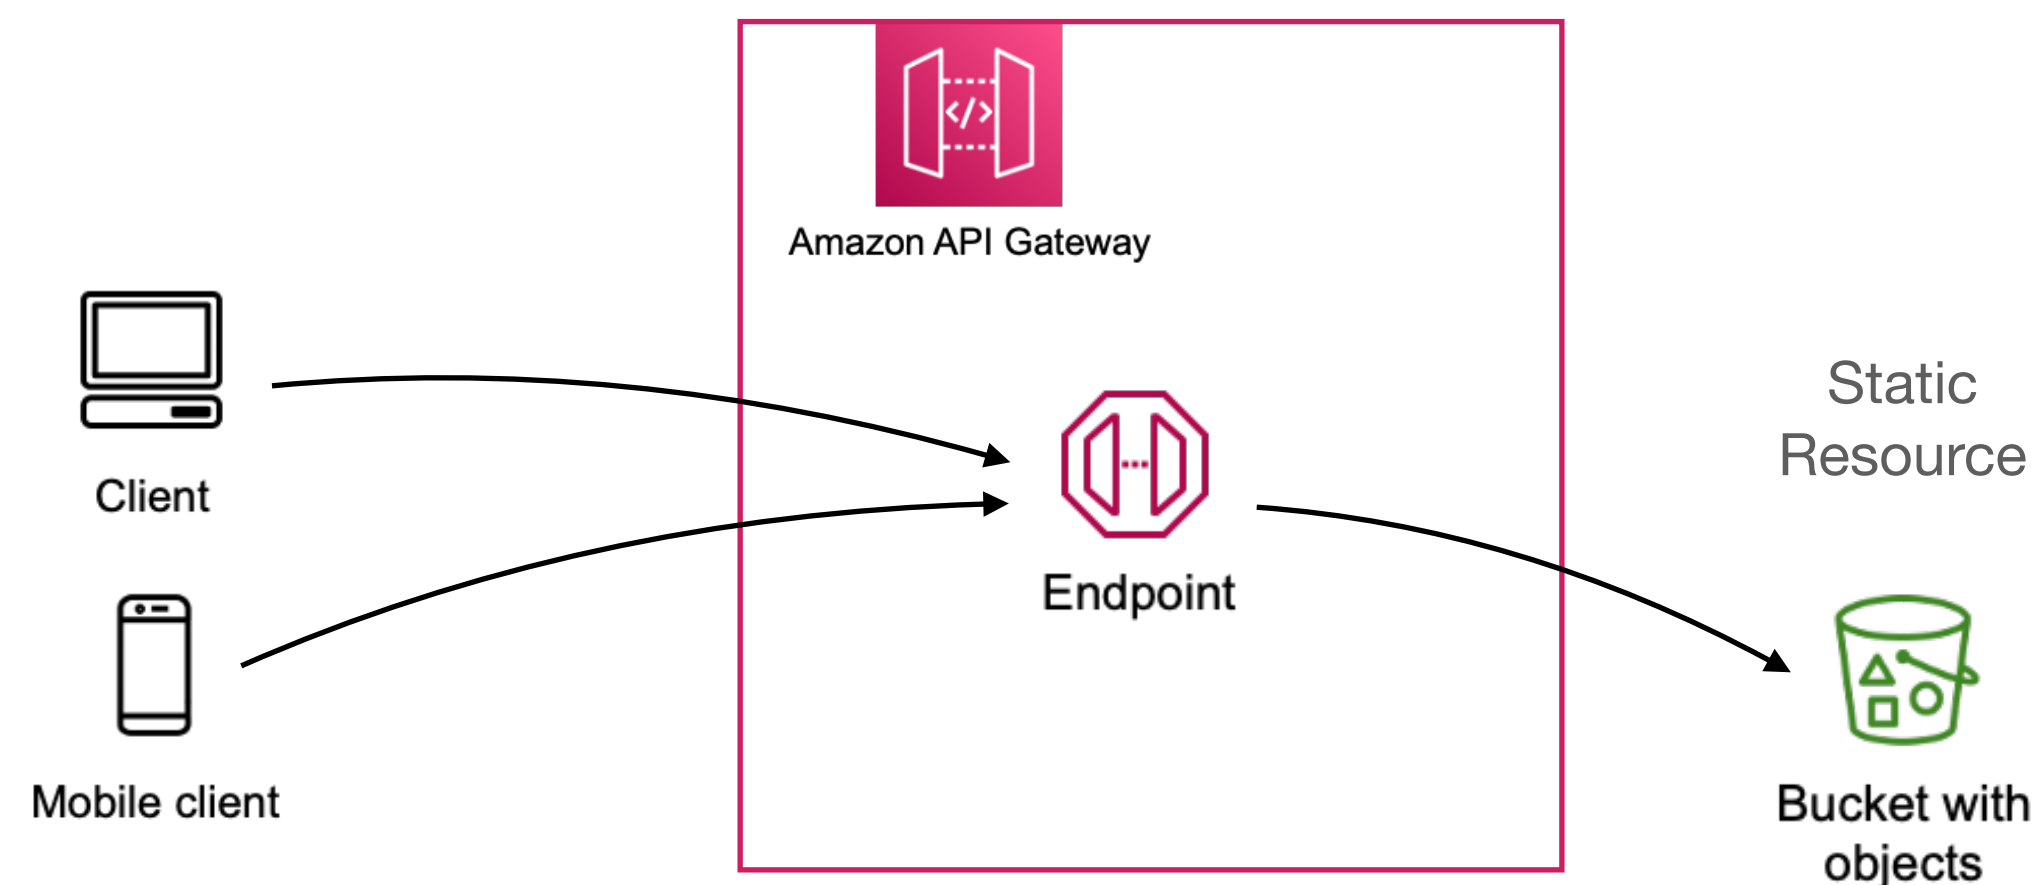 </>
Amazon API Gateway
Client
Mobile client
Endpoint
Static
Resource
Bucket with
objects